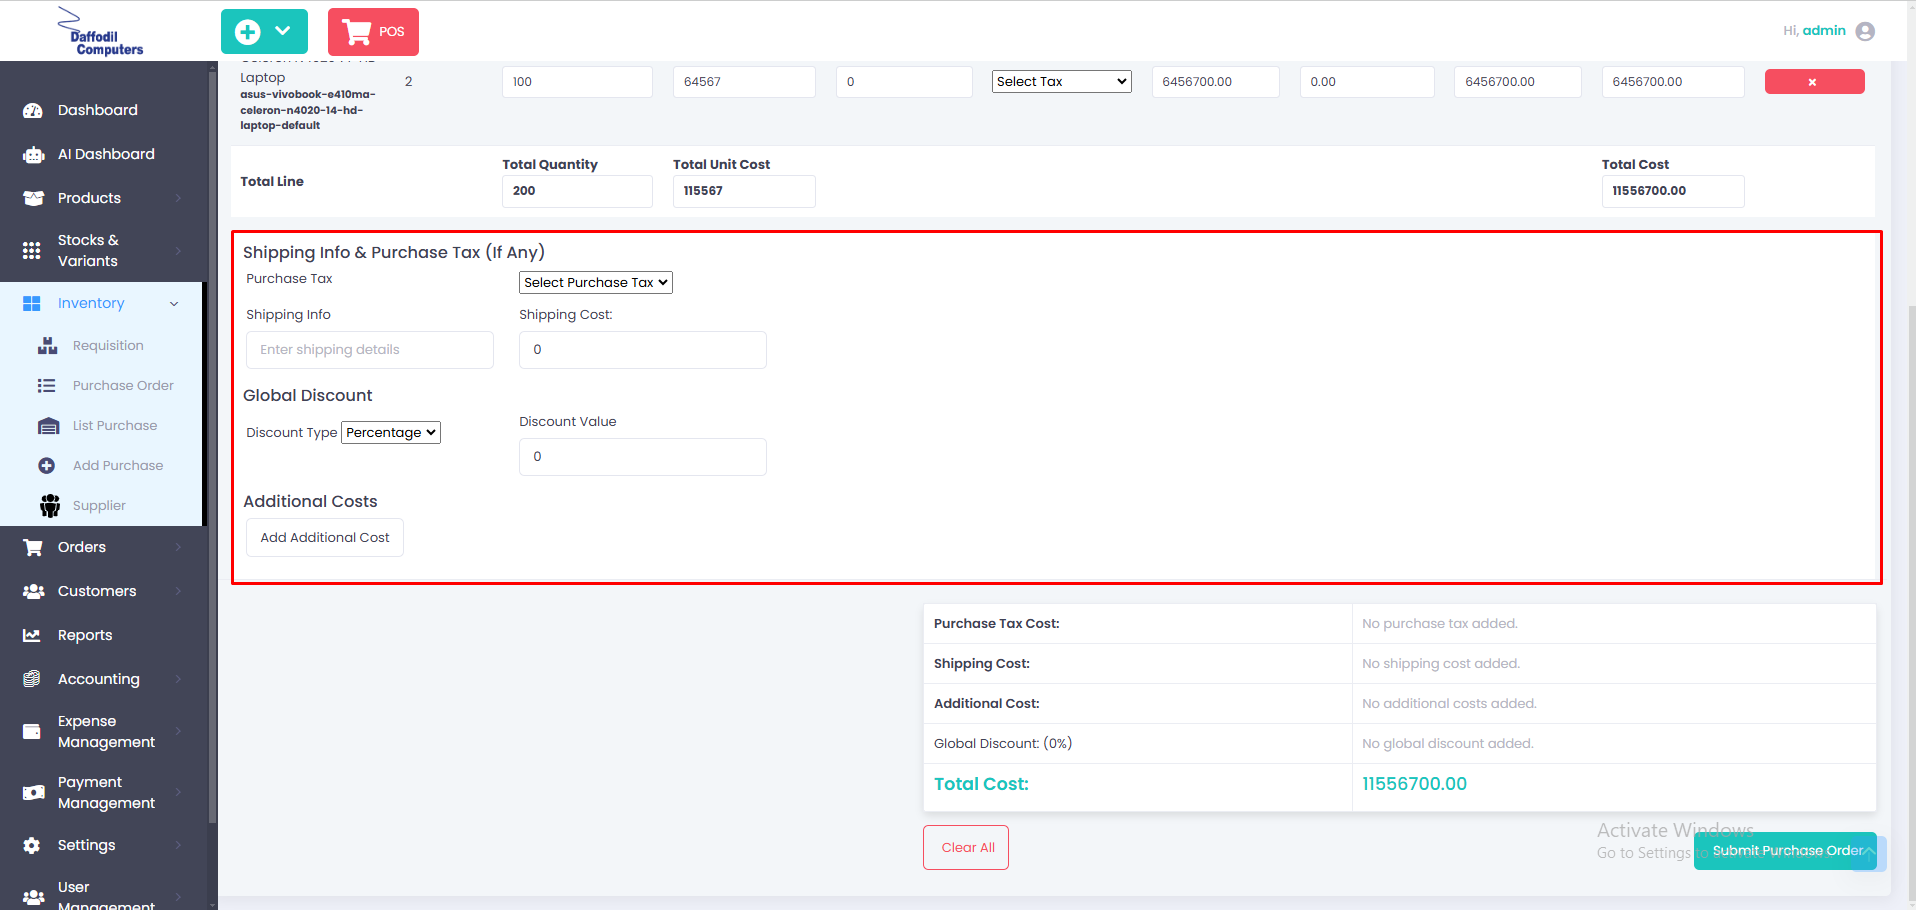 Daffodil
Computers
POS
Hi, admin
Dashboard
AI Dashboard
Products
Stocks &
Variants
Inventory
Requisition
Purchase Order
List Purchase
Add Purchase
Supplier
Orders
Customers
Reports
Accounting
Expense
Management
Payment
Management
Settings
User
Management
Laptop
asus-vivobook-e410ma-
celeron-n4020-14-hd-
laptop-default
2
100
64567
0
Select Tax
6456700.00
0.00
6456700.00
6456700.00
Total Line
Total Quantity
200
Total Unit Cost
115567
Total Cost
11556700.00
Shipping Info & Purchase Tax (If Any)
Purchase Tax
Select Purchase Tax
Shipping Info
Shipping Cost:
Enter shipping details
0
Global Discount
Discount Type Percentage
Discount Value
0
Additional Costs
Add Additional Cost
Purchase Tax Cost: No purchase tax added.
Shipping Cost: No shipping cost added.
Additional Cost: No additional costs added.
Global Discount: (0%) No global discount added.
Total Cost: 11556700.00
Clear All
Submit Purchase Order
Activate Windows
Go to Settings to